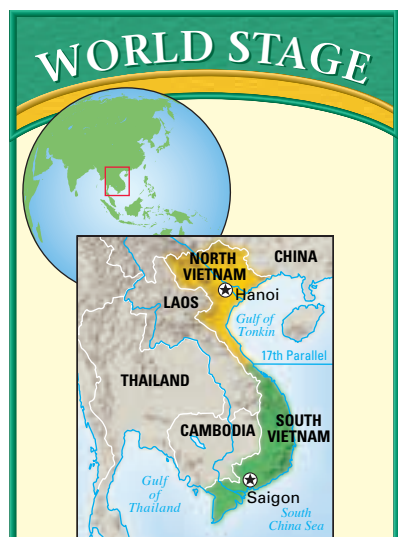 WORLD STAGE
NORTH
VIETNAM
CHINA
Hanoi
LAOS
Gulf of
Tonkin
17th Parallel
THAILAND
CAMBODIA
SOUTH
VIETNAM
Gulf
of
Thailand
Saigon
South
China Sea